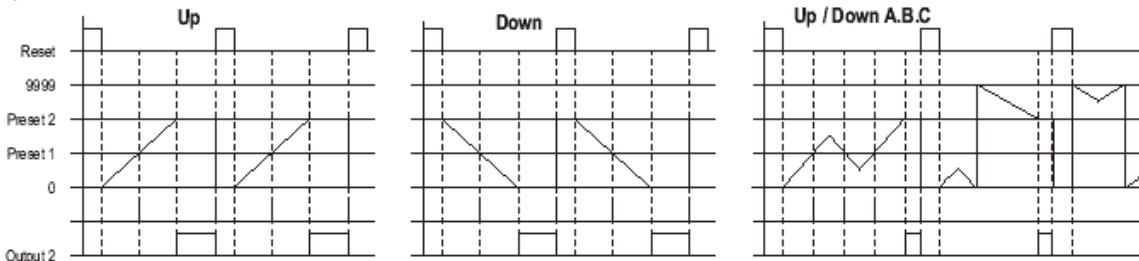 Up
Down
Up / Down A.B.C
Reset
9999
Preset 2
Preset 1
0
Output 2